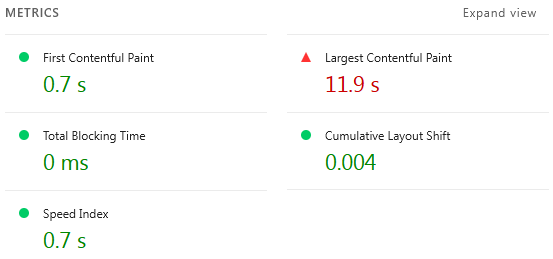 METRICS
Expand view
First Contentful Paint
0.7 s
Largest Contentful Paint
11.9 s
Total Blocking Time
0 ms
Cumulative Layout Shift
0.004
Speed Index
0.7 s